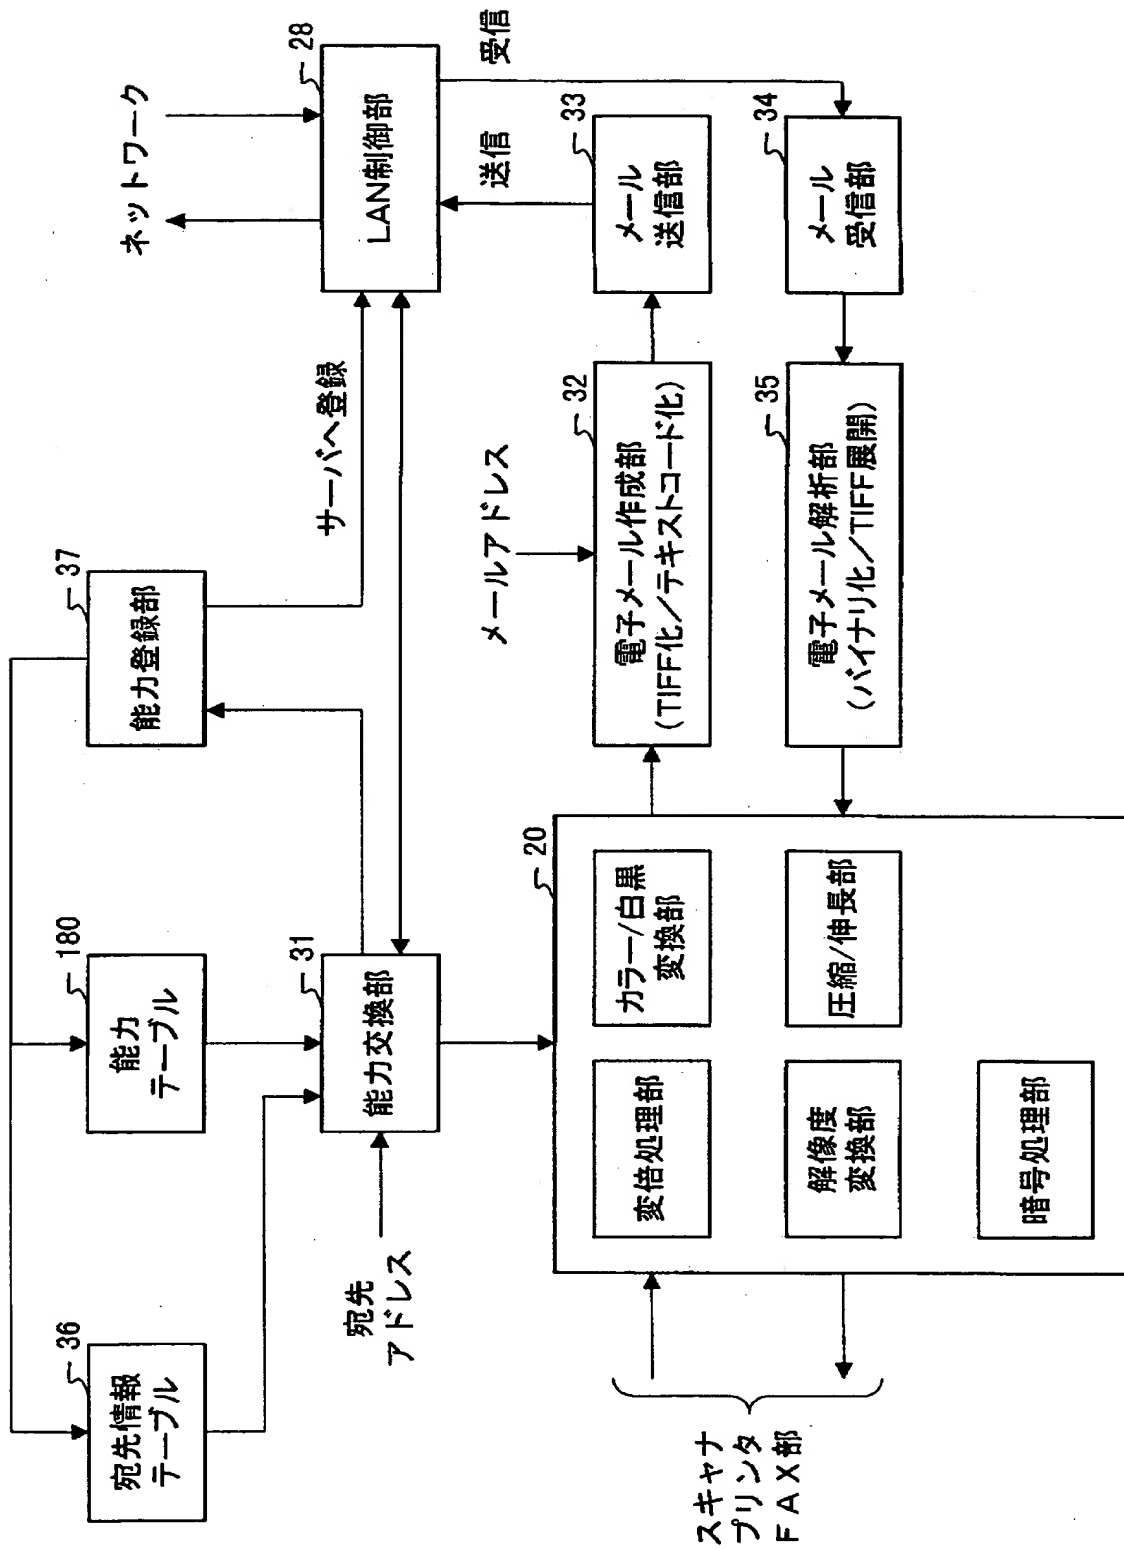 ネットワーク
28
LAN制御部
受信
送信
33
メール
送信部
34
メール
受信部
サーバへ登録
37
能力登録部
メールアドレス
32
電子メール作成部
(TIFF化／テキストコード化)
35
電子メール解析部
(バイナリ化／TIFF展開)
180
能力
テーブル
31
能力交換部
20
カラー/白黒
変換部
圧縮/伸長部
36
宛先情報
テーブル
宛先
アドレス
変倍処理部
解像度
変換部
暗号処理部
スキャナ
プリンタ
ＦＡＸ部